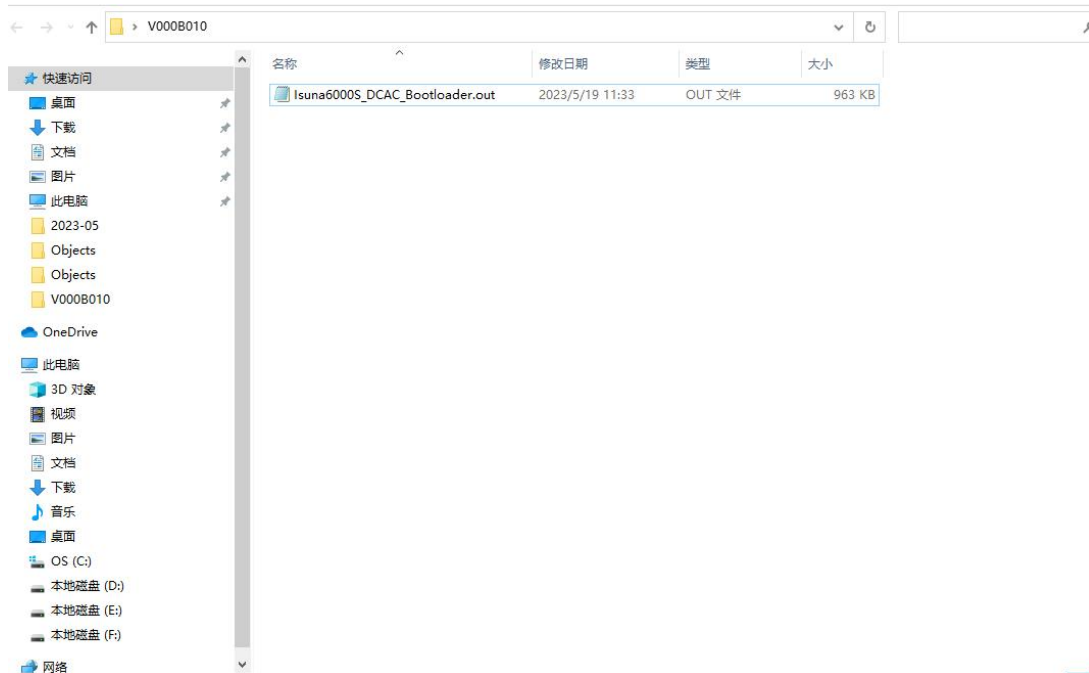 V000B010
名称 修改日期 类型 大小
Isuna6000S_DCAC_Bootloader.out 2023/5/19 11:33 OUT 文件 963 KB
快速访问
桌面
下载
文档
图片
此电脑
2023-05
Objects
Objects
V000B010
OneDrive
此电脑
3D 对象
视频
图片
文档
下载
音乐
桌面
OS (C:)
本地磁盘 (D:)
本地磁盘 (E:)
本地磁盘 (F:)
网络